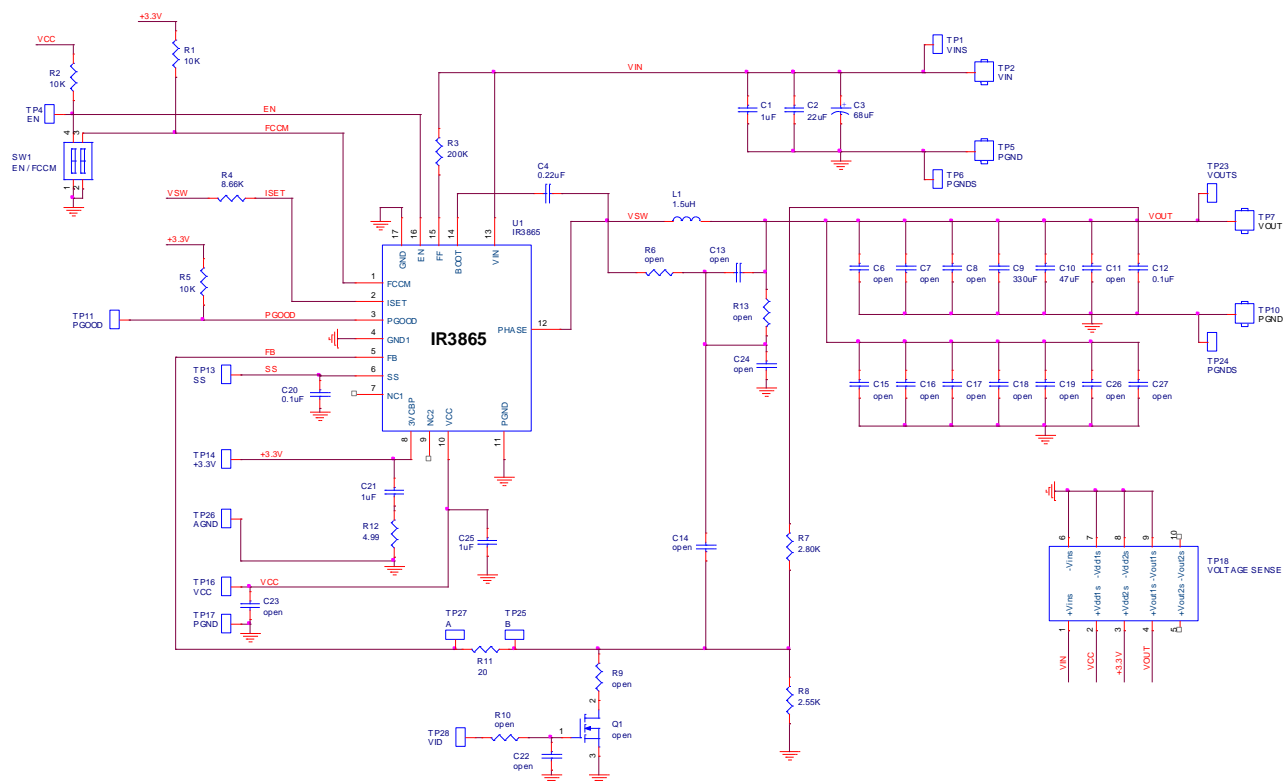 +3.3V
VCC
R1
10K
R2
10K
TP4
EN
EN
4
3
FCCM
SW1
EN / FCCM
1
2
R4
8.66K
VSW
ISET
+3.3V
R5
10K
TP11
PGOOD
PGOOD
FB
TP13
SS
SS
C20
0.1uF
VIN
R3
200K
C4
0.22uF
U1
IR3865
17
16
15
14
13
GND
EN
FF
BOOT
VIN
1
FCCM
2
ISET
3
PGOOD
4
GND1
5
FB
6
SS
7
NC1
PHASE
12
IR3865
3VCBP
NC2
VCC
PGND
8
9
10
11
TP1
VINS
TP2
VIN
C1
1uF
C2
22uF
C3
68uF
+
TP5
PGND
TP6
PGNDS
TP23
VOUTS
L1
1.5uH
VSW
VOUT
TP7
VOUT
R6
open
C13
open
R13
open
C24
open
C6
open
C7
open
C8
open
C9
330uF
C10
47uF
C11
open
C12
0.1uF
TP10
PGND
TP24
PGNDS
C15
open
C16
open
C17
open
C18
open
C19
open
C26
open
C27
open
TP14
+3.3V
+3.3V
C21
1uF
TP26
AGND
R12
4.99
C25
1uF
TP16
VCC
VCC
C23
open
TP17
PGND
C14
open
R7
2.80K
TP27
A
TP25
B
R11
20
R9
open
R8
2.55K
R10
open
TP28
VID
C22
open
1
2
3
Q1
open
6
7
8
9
10
-Vins
-Vdd1s
-Vdd2s
-Vout1s
-Vout2s
+Vins
+Vdd1s
+Vdd2s
+Vout1s
+Vout2s
1
2
3
4
5
TP18
VOLTAGE SENSE
VIN
VCC
+3.3V
VOUT